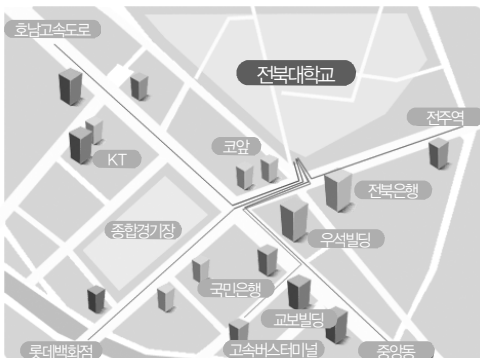 호남고속도로
전북대학교
전주역
코앞
KT
전북은행
종합경기장
우석빌딩
국민은행
교보빌딩
롯데백화점
고속버스터미널
중앙동